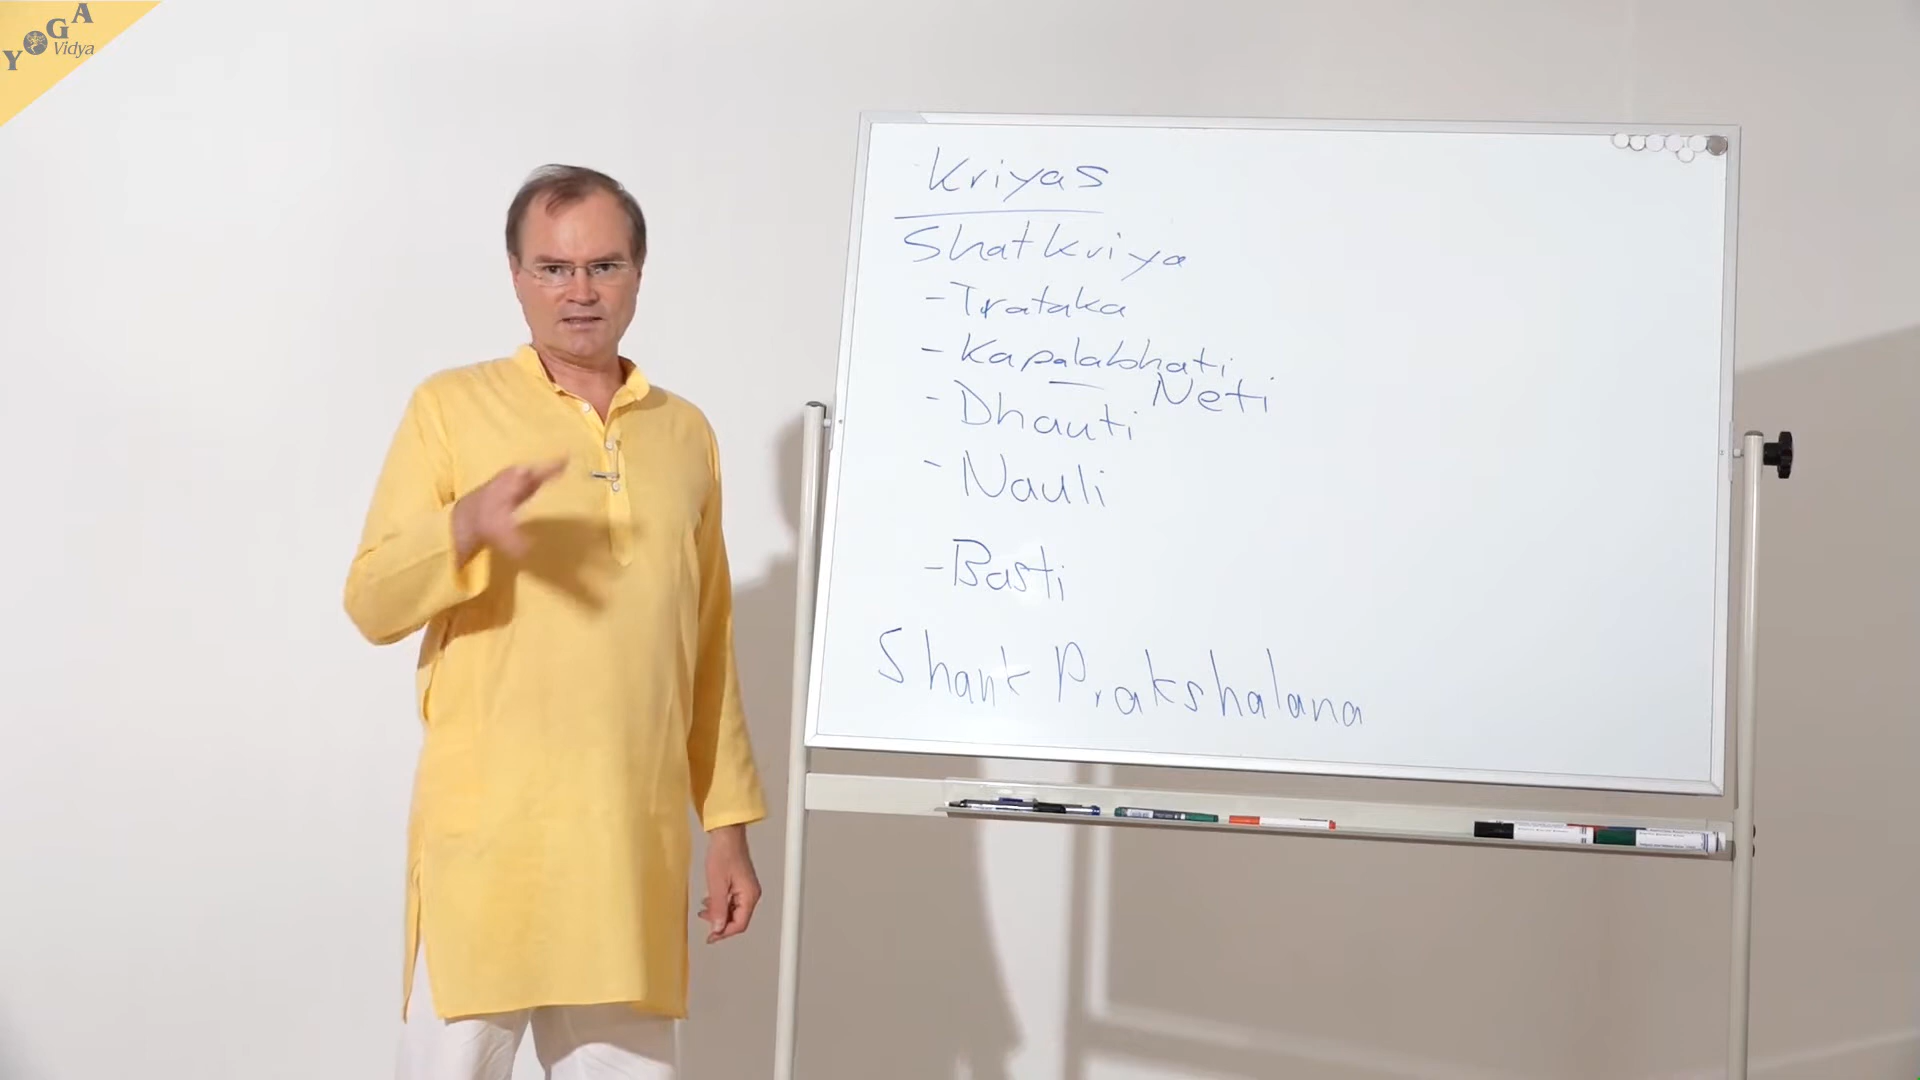 YOGA
Vidya
Kriyas
Shatkriya
- Trataka
- Kapalabhati
Neti
- Dhauti
- Nauli
- Basti
Shank Prakshalana